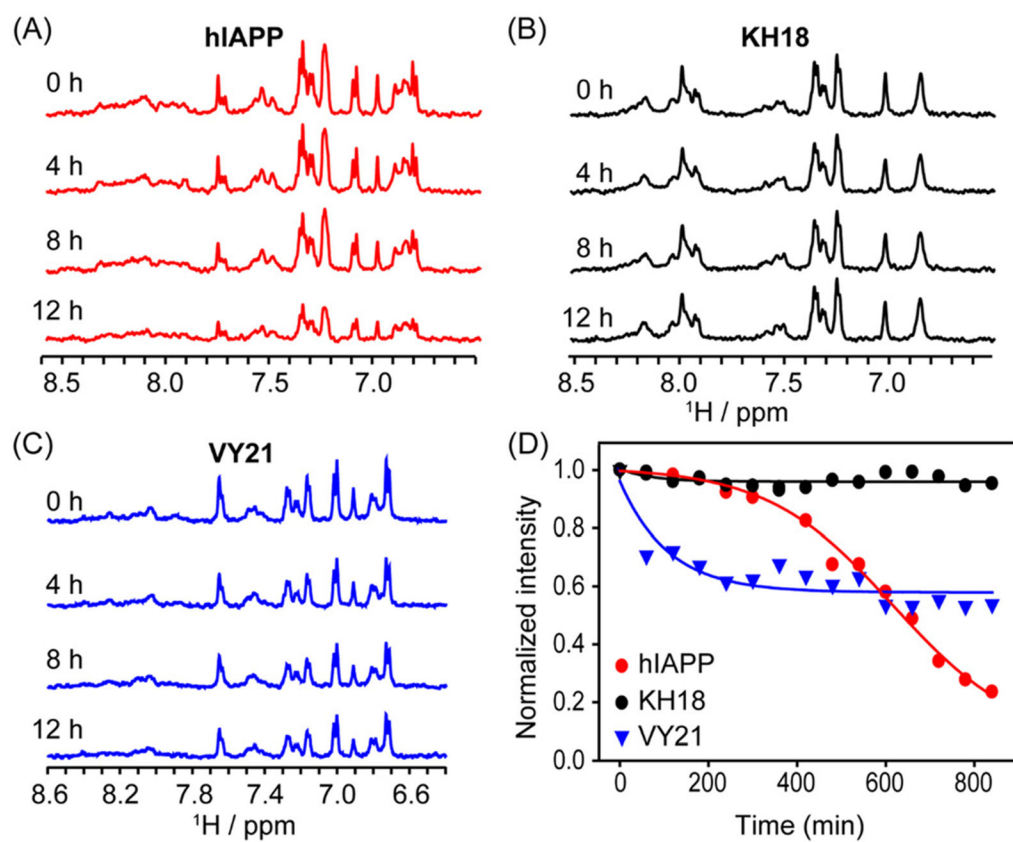 (A) hIAPP
0 h
4 h
8 h
12 h
8.5 8.0 7.5 7.0
(B) KH18
0 h
4 h
8 h
12 h
8.5 8.0 7.5 7.0
¹H / ppm
(C) VY21
0 h
4 h
8 h
12 h
8.6 8.2 7.8 7.4 7.0 6.6
¹H / ppm
(D)
Normalized intensity
1.0
0.8
0.6
0.4
0.2
0.0
hIAPP
KH18
VY21
0 200 400 600 800
Time (min)